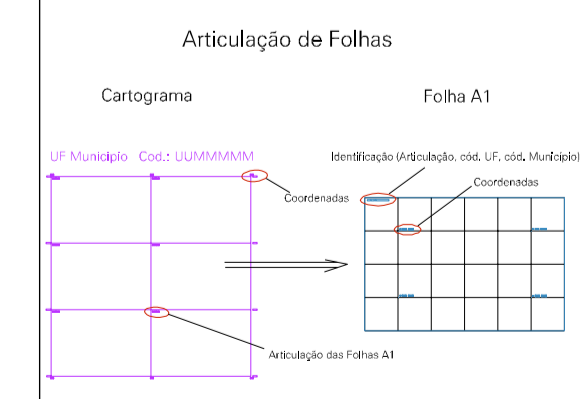 Articulação de Folhas
Cartograma
Folha A1
UF Municipio Cod.: UUMMMMM
Identificação (Articulação, cód. UF, cód. Município)
Coordenadas
Coordenadas
Articulação das Folhas A1